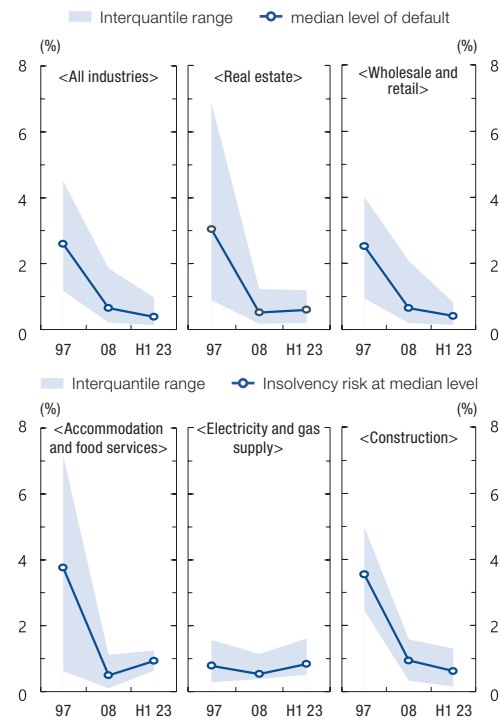 Interquantile range median level of default
(%) (%)
8 <All industries> <Real estate> <Wholesale and 8
retail>
6 6
4 4
2 2
0 0
97 08 H1 23 97 08 H1 23 97 08 H1 23
Interquantile range Insolvency risk at median level
(%) (%)
8 <Accommodation <Electricity and gas <Construction> 8
and food services> supply>
6 6
4 4
2 2
0 0
97 08 H1 23 97 08 H1 23 97 08 H1 23